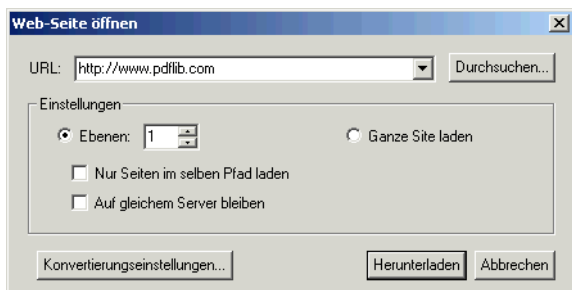 Web-Seite öffnen
URL: http://www.pdflib.com Durchsuchen...
Einstellungen
Ebenen: 1 Ganze Site laden
Nur Seiten im selben Pfad laden
Auf gleichem Server bleiben
Konvertierungseinstellungen... Herunterladen Abbrechen